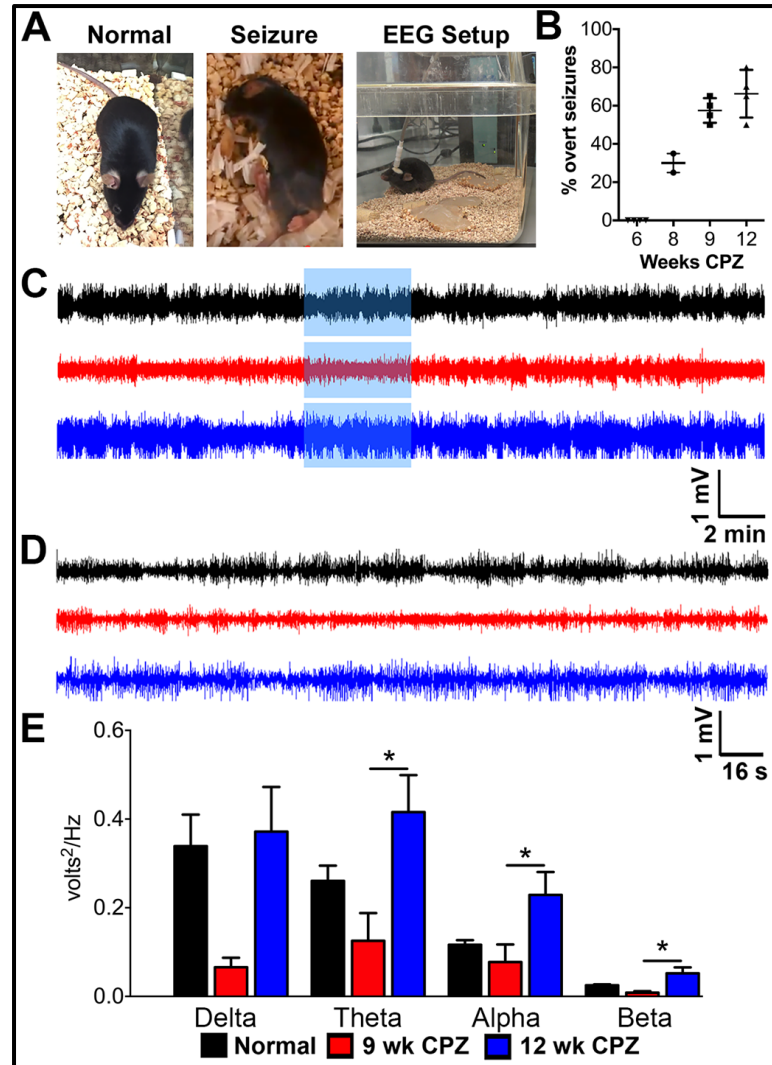 A
Normal
Seizure
EEG Setup
B
% overt seizures
100
80
60
40
20
0
6 8 9 12
Weeks CPZ
C
1 mV
2 min
D
1 mV
16 s
E
volts²/Hz
0.6
0.4
0.2
0.0
* * *
Delta Theta Alpha Beta
Normal 9 wk CPZ 12 wk CPZ